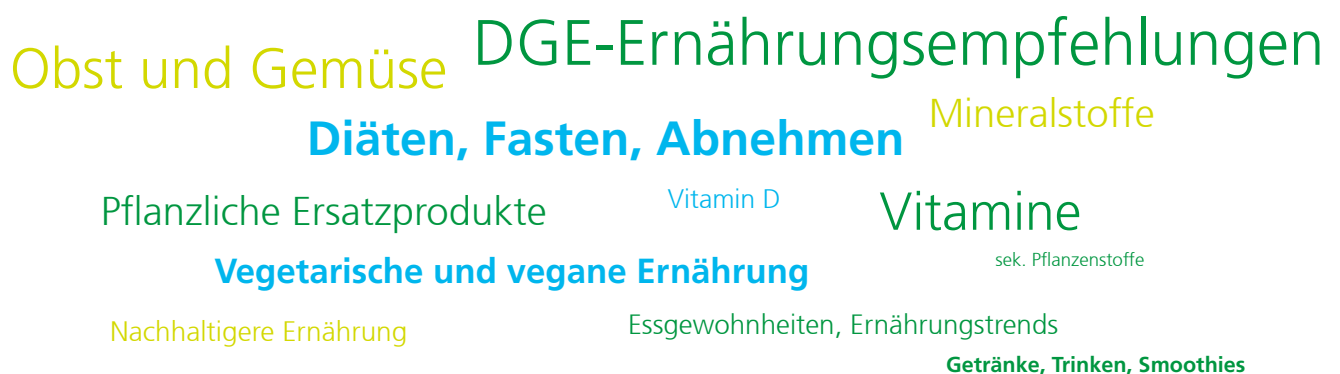 DGE-Ernährungsempfehlungen
Obst und Gemüse
Mineralstoffe
Diäten, Fasten, Abnehmen
Vitamin D
Pflanzliche Ersatzprodukte
Vitamine
sek. Pflanzenstoffe
Vegetarische und vegane Ernährung
Nachhaltigere Ernährung
Essgewohnheiten, Ernährungstrends
Getränke, Trinken, Smoothies